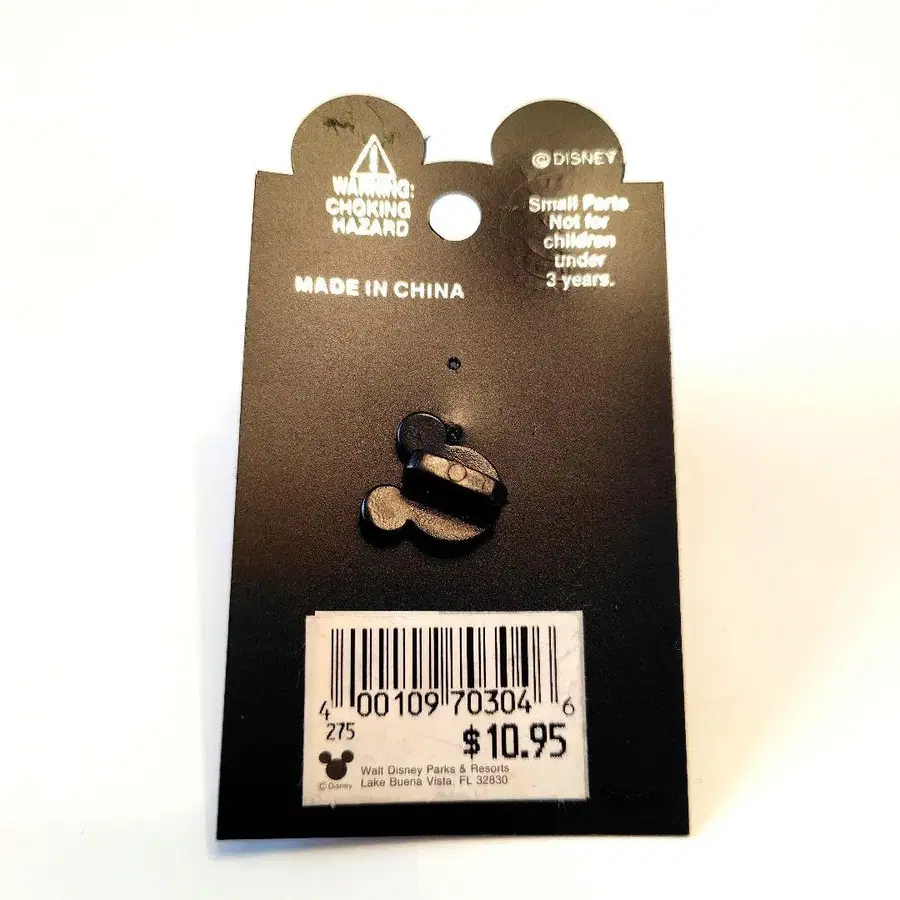 WARNING:
CHOKING
HAZARD
©DISNEY
Small Parts
Not for
children
under
3 years.
MADE IN CHINA
4 00109 70304 6
275
$10.95
©Disney
Walt Disney Parks & Resorts
Lake Buena Vista, FL 32830